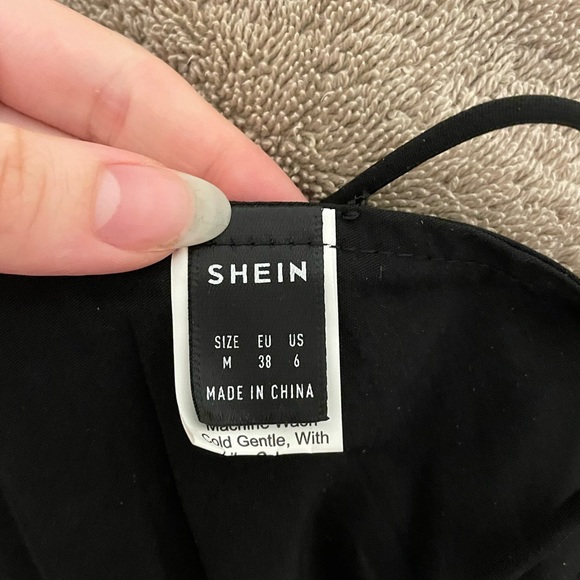 SHEIN
SIZE EU US
M 38 6
MADE IN CHINA
Machine Wash
Cold Gentle, With